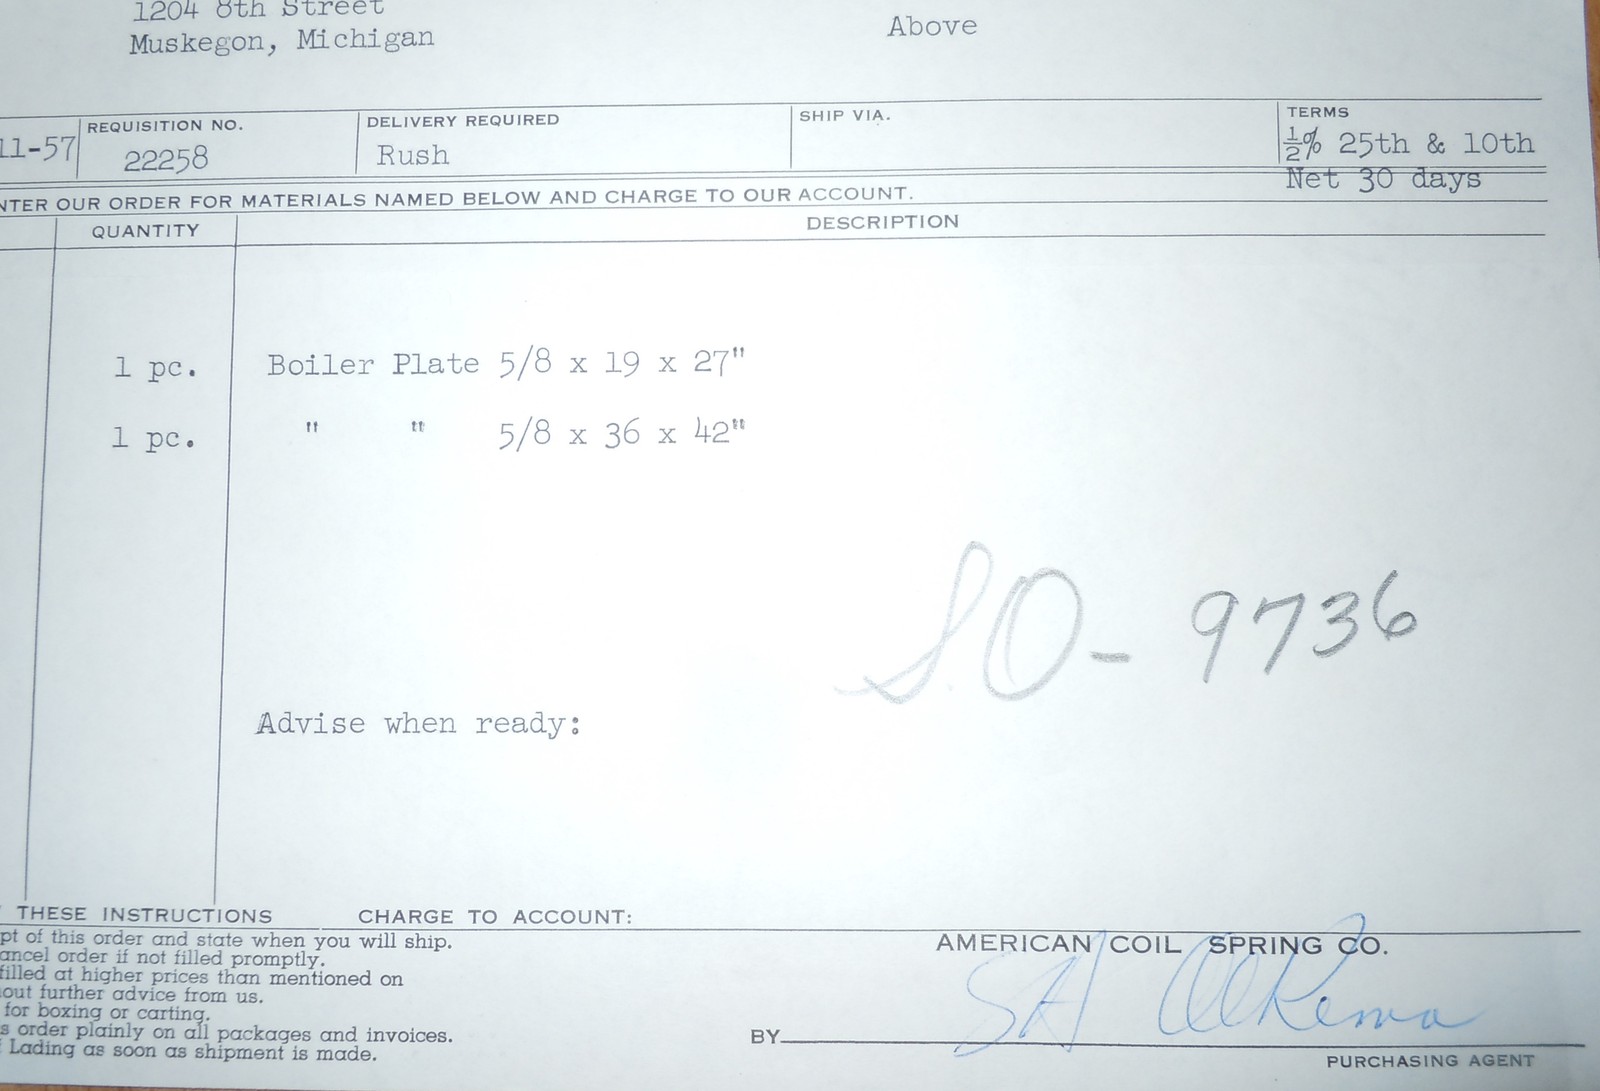 1204 8th Street
Muskegon, Michigan
Above
11-57
REQUISITION NO.
22258
DELIVERY REQUIRED
Rush
SHIP VIA.
TERMS
½% 25th & 10th
Net 30 days
NTER OUR ORDER FOR MATERIALS NAMED BELOW AND CHARGE TO OUR ACCOUNT.
QUANTITY
DESCRIPTION
1 pc. Boiler Plate 5/8 x 19 x 27"
1 pc. " " 5/8 x 36 x 42"
S.O- 9736
Advise when ready:
THESE INSTRUCTIONS
CHARGE TO ACCOUNT:
pt of this order and state when you will ship.
ancel order if not filled promptly.
filled at higher prices than mentioned on
out further advice from us.
for boxing or carting.
s order plainly on all packages and invoices.
Lading as soon as shipment is made.
AMERICAN COIL SPRING CO.
BY
PURCHASING AGENT